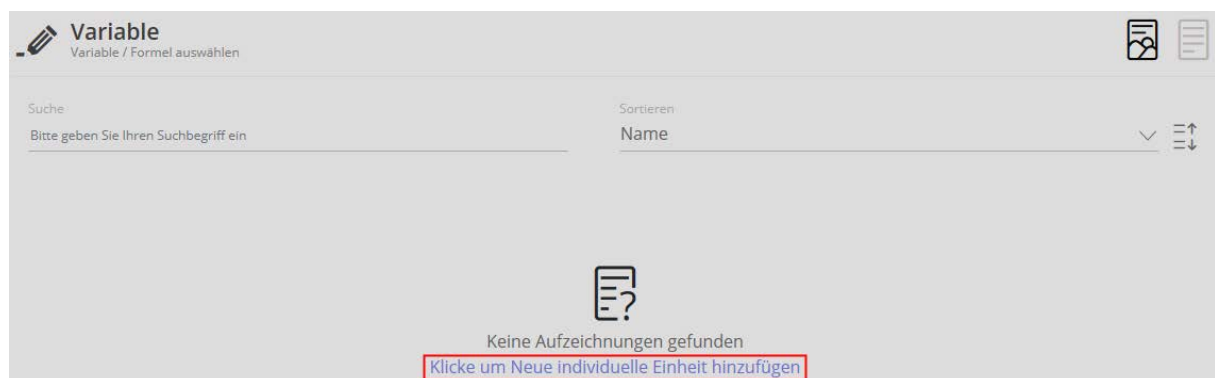 Variable
Variable / Formel auswählen
Suche
Bitte geben Sie Ihren Suchbegriff ein
Sortieren
Name
Keine Aufzeichnungen gefunden
Klicke um Neue individuelle Einheit hinzufügen